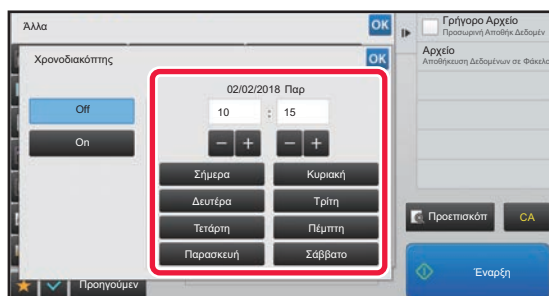 Άλλα
OK
Χρονοδιακόπτης
OK
Off
On
02/02/2018 Παρ
10 : 15
Σήμερα Κυριακή
Δευτέρα Τρίτη
Τετάρτη Πέμπτη
Παρασκευή Σάββατο
Προηγούμεν
Γρήγορο Αρχείο
Προσωρινή Αποθήκ Δεδομέν
Αρχείο
Αποθήκευση Δεδομένων σε Φάκελο
Προεπισκόπ CA
Έναρξη